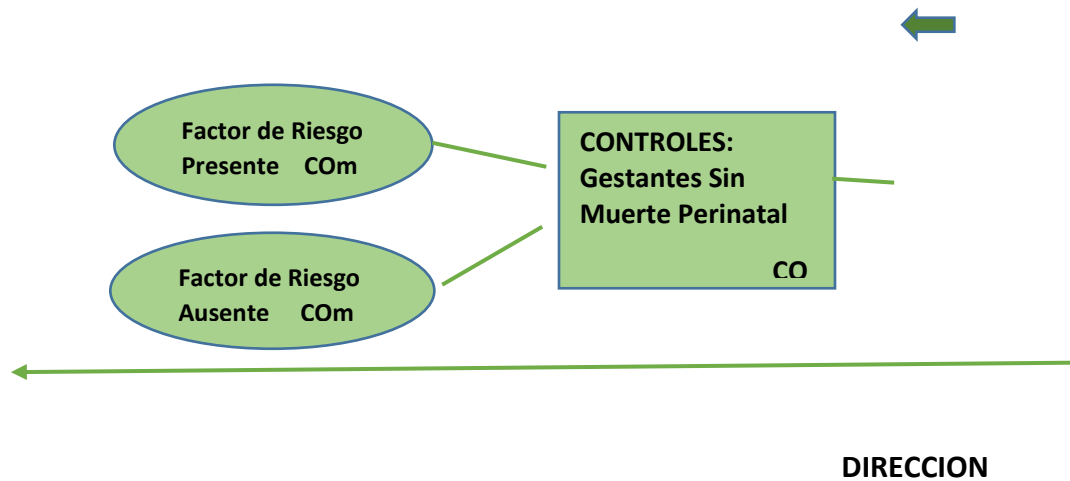 Factor de Riesgo
Presente COm
CONTROLES:
Gestantes Sin
Muerte Perinatal
CO
Factor de Riesgo
Ausente COm
DIRECCION